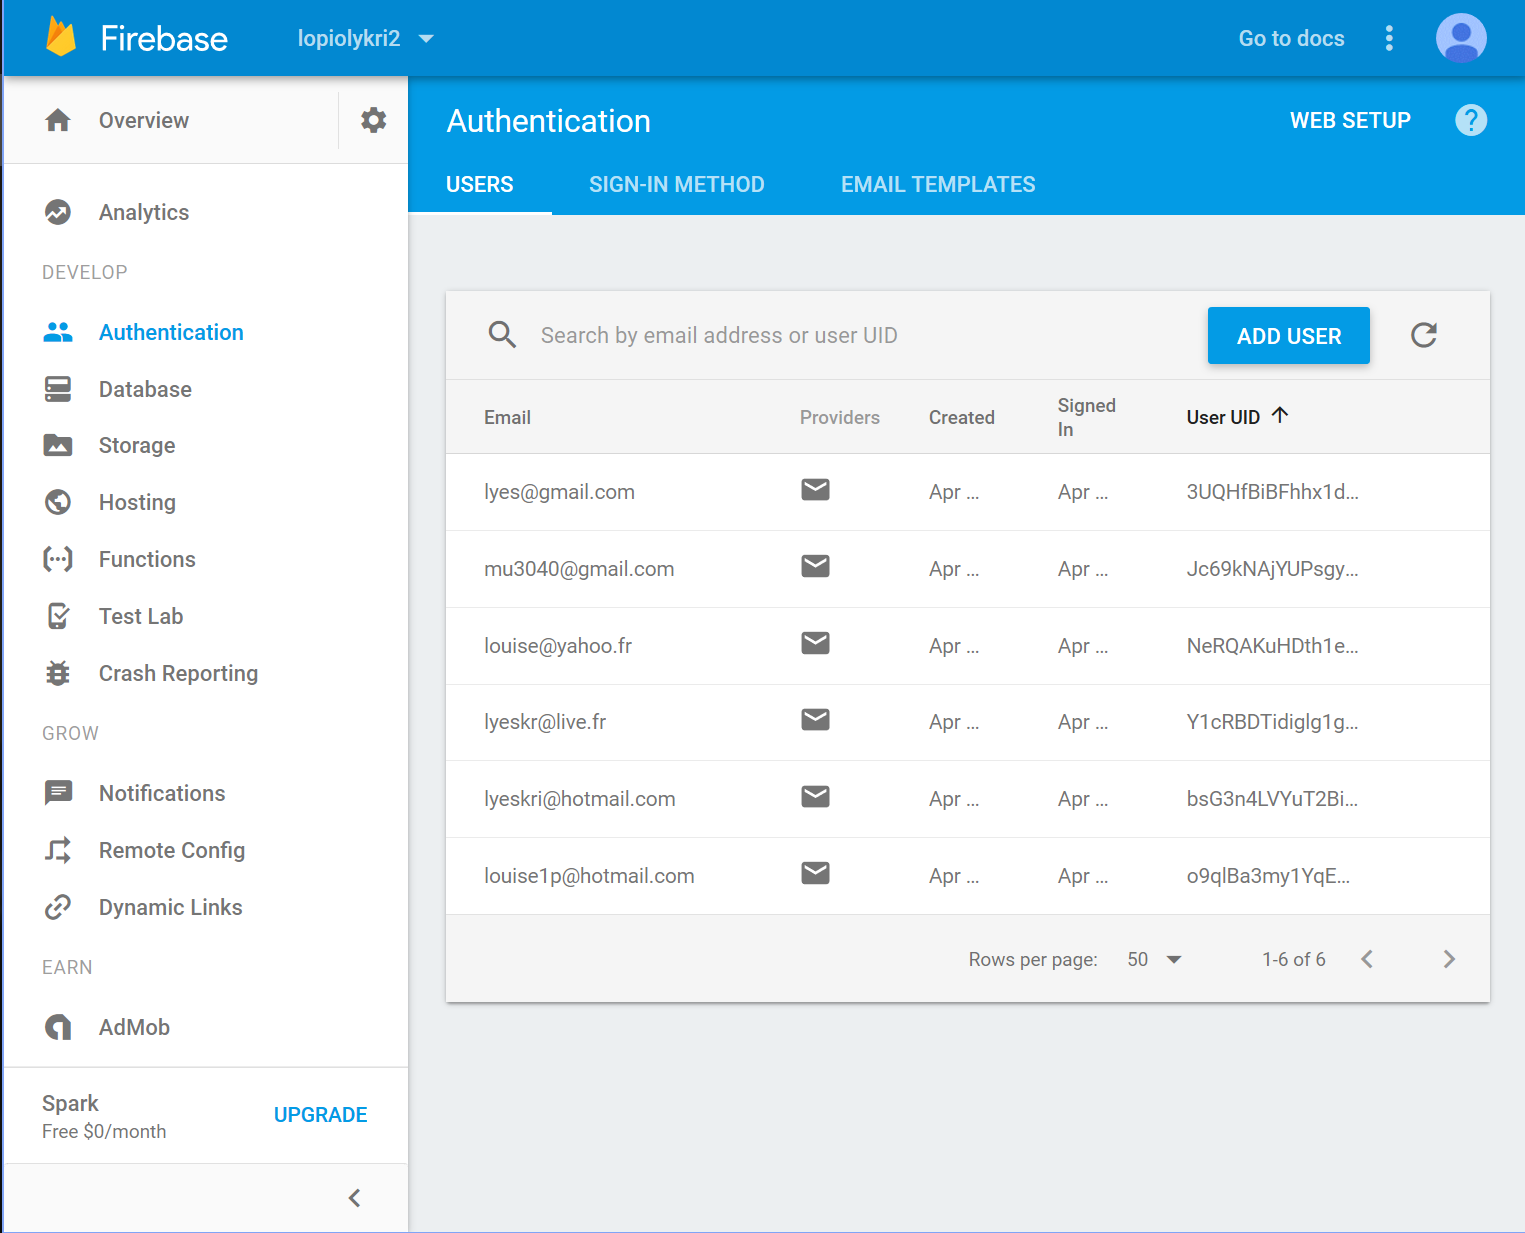 Firebase
lopiolykri2
Go to docs
Overview
Authentication
WEB SETUP
?
USERS
SIGN-IN METHOD
EMAIL TEMPLATES
Analytics
DEVELOP
Authentication
Database
Storage
Hosting
Functions
Test Lab
Crash Reporting
GROW
Notifications
Remote Config
Dynamic Links
EARN
AdMob
Spark
Free $0/month
UPGRADE
Search by email address or user UID
ADD USER
Email Providers Created Signed In User UID
lyes@gmail.com Apr ... Apr ... 3UQHfBiBFhhx1d...
mu3040@gmail.com Apr ... Apr ... Jc69kNAjYUPsgy...
louise@yahoo.fr Apr ... Apr ... NeRQAKuHDth1e...
lyeskr@live.fr Apr ... Apr ... Y1cRBDTidiglg1g...
lyeskri@hotmail.com Apr ... Apr ... bsG3n4LVYuT2Bi...
louise1p@hotmail.com Apr ... Apr ... o9qlBa3my1YqE...
Rows per page: 50 1-6 of 6